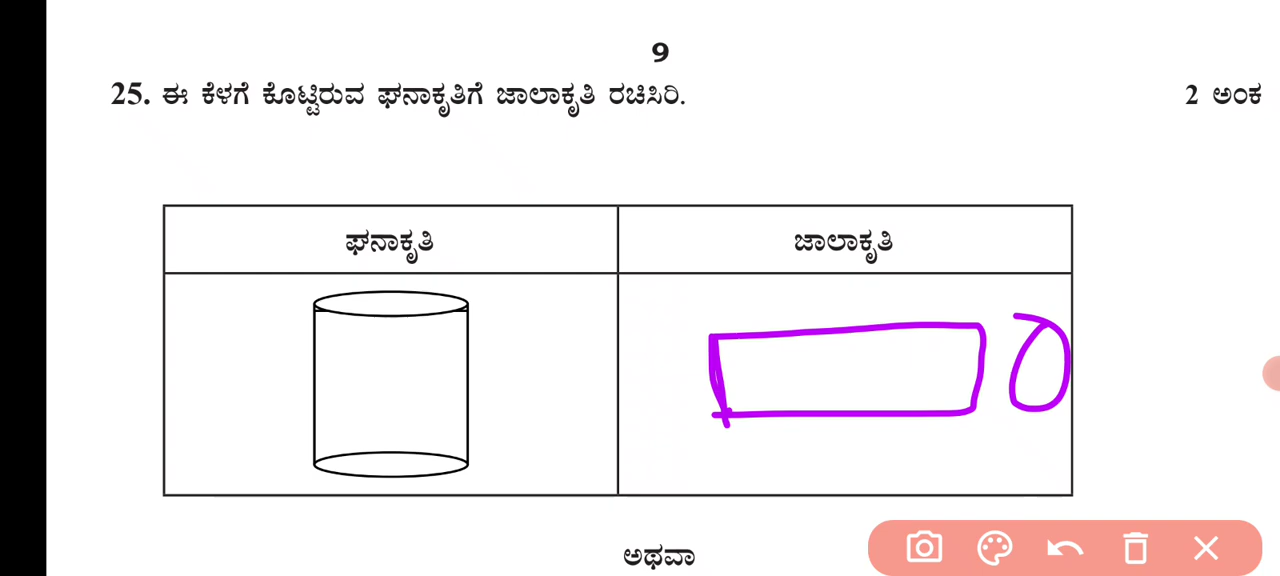 9
25. ಈ ಕೆಳಗೆ ಕೊಟ್ಟಿರುವ ಘನಾಕೃತಿಗೆ ಜಾಲಾಕೃತಿ ರಚಿಸಿರಿ. 2 ಅಂಕ
ಘನಾಕೃತಿ ಜಾಲಾಕೃತಿ
ಅಥವಾ